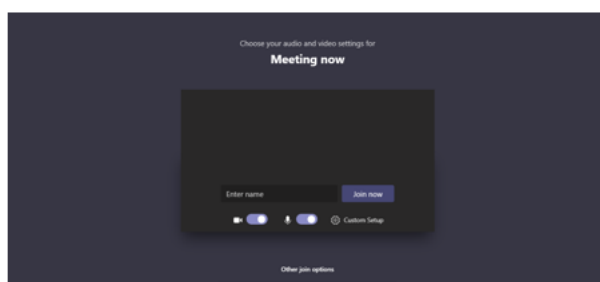 Choose your audio and video settings for
Meeting now
Enter name
Join now
Custom Setup
Other join options